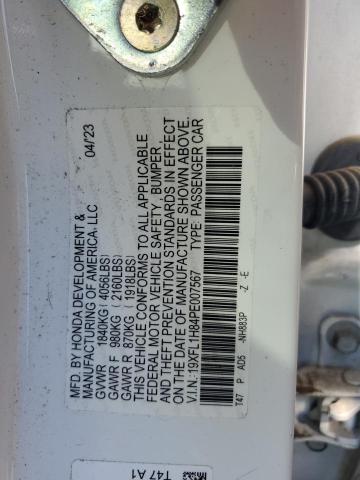 MFD. BY HONDA DEVELOPMENT & 04/23
MANUFACTURING OF AMERICA, LLC
GVWR 1840KG( 4056LBS)
GAWR F 980KG ( 2160LBS)
GAWR R 870KG ( 1918LBS)
THIS VEHICLE CONFORMS TO ALL APPLICABLE
FEDERAL MOTOR VEHICLE SAFETY, BUMPER,
AND THEFT PREVENTION STANDARDS IN EFFECT
ON THE DATE OF MANUFACTURE SHOWN ABOVE.
V.I.N.: 19XFL1H84PE007567 TYPE: PASSENGER CAR
T47 P AD5 -NH883P -Z -E
T47 A1